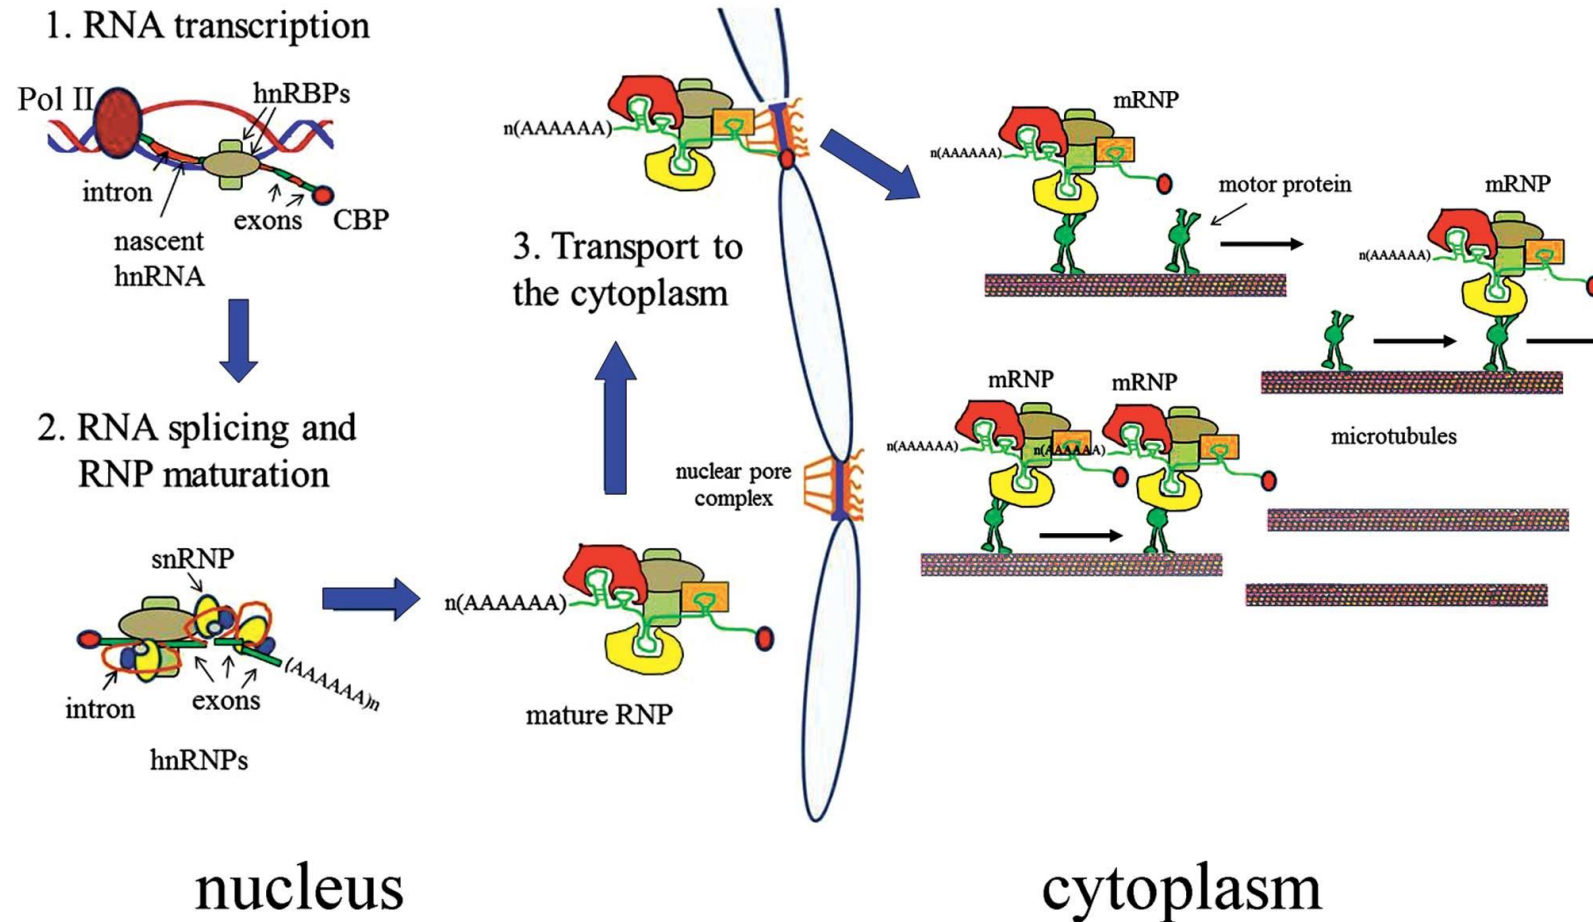 1. RNA transcription
Pol II
hnRBPs
intron
exons
CBP
nascent
hnRNA
2. RNA splicing and
RNP maturation
snRNP
intron
exons
(AAAAAA)n
hnRNPs
n(AAAAAA)
mature RNP
3. Transport to
the cytoplasm
n(AAAAAA)
nuclear pore
complex
mRNP
n(AAAAAA)
motor protein
mRNP
n(AAAAAA)
mRNP
mRNP
n(AAAAAA)
n(AAAAAA)
microtubules
nucleus
cytoplasm